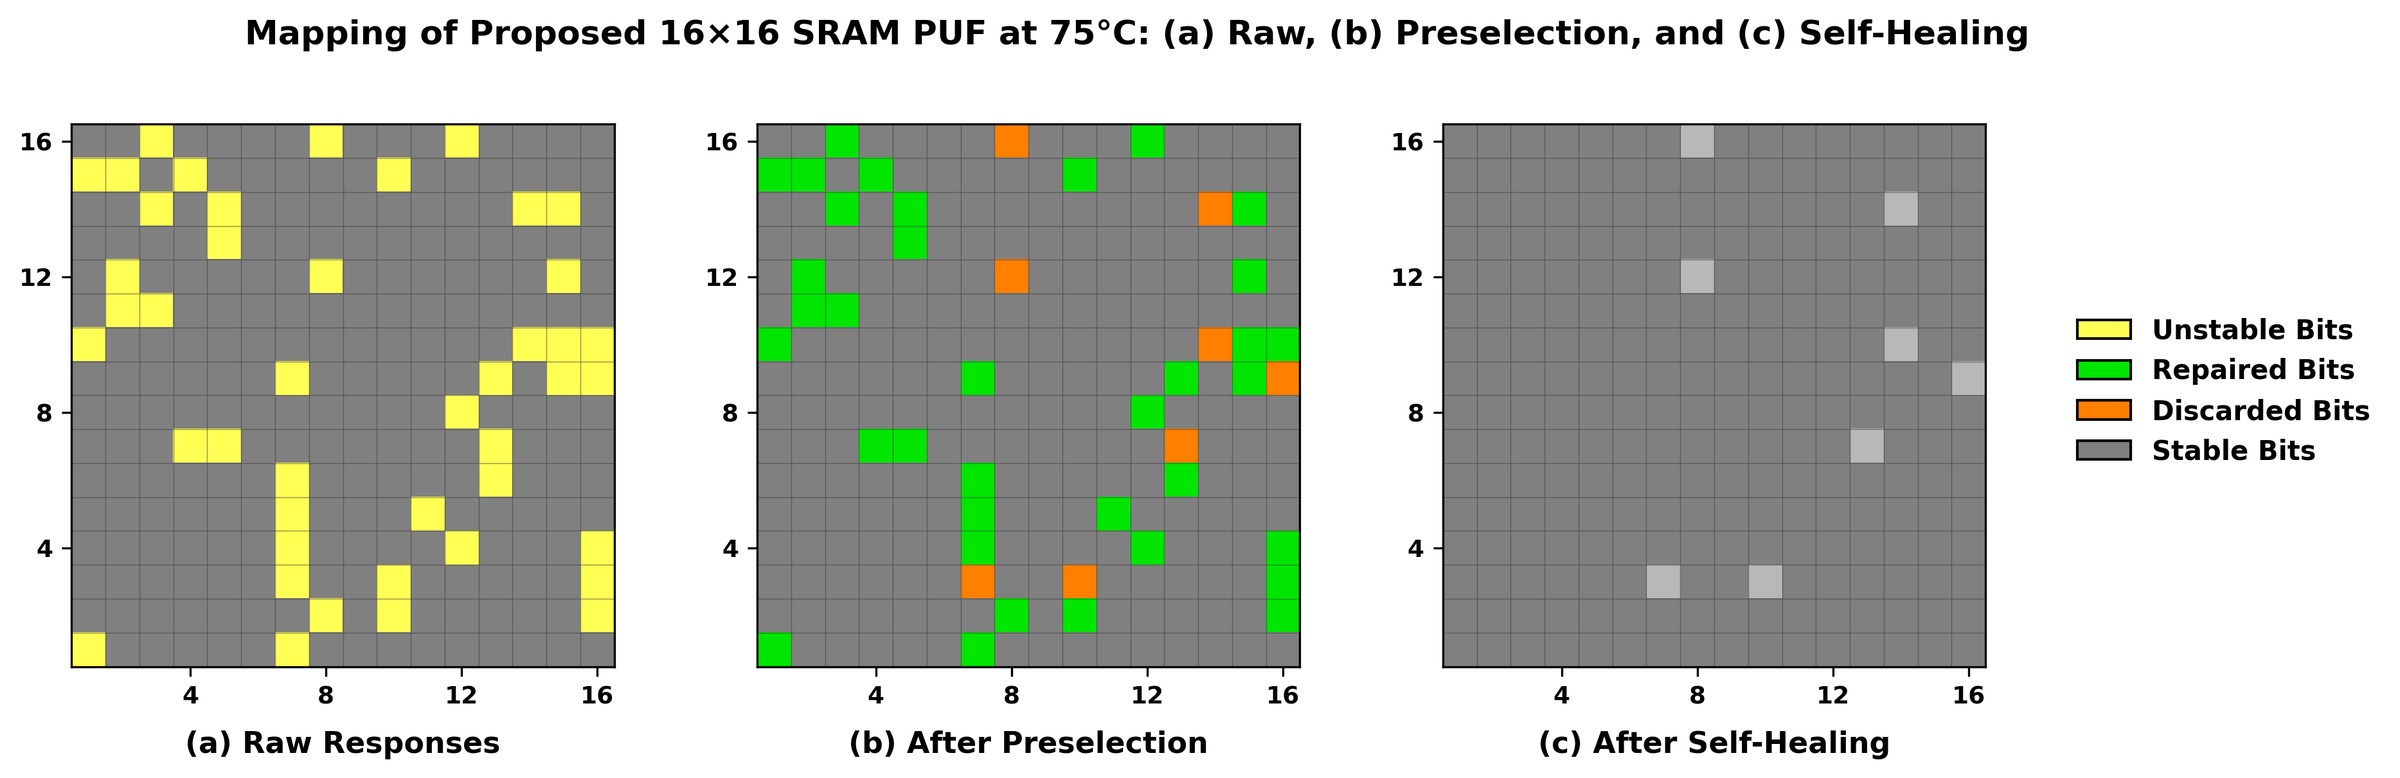 Mapping of Proposed 16×16 SRAM PUF at 75°C: (a) Raw, (b) Preselection, and (c) Self-Healing
16
12
8
4
4 8 12 16
(a) Raw Responses
16
12
8
4
4 8 12 16
(b) After Preselection
16
12
8
4
4 8 12 16
(c) After Self-Healing
Unstable Bits
Repaired Bits
Discarded Bits
Stable Bits